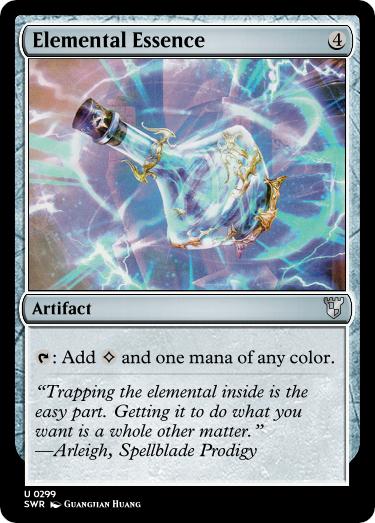 Elemental Essence 4
Artifact
: Add and one mana of any color.
“Trapping the elemental inside is the
easy part. Getting it to do what you
want is a whole other matter.”
—Arleigh, Spellblade Prodigy
U 0299
SWR Guangjian Huang